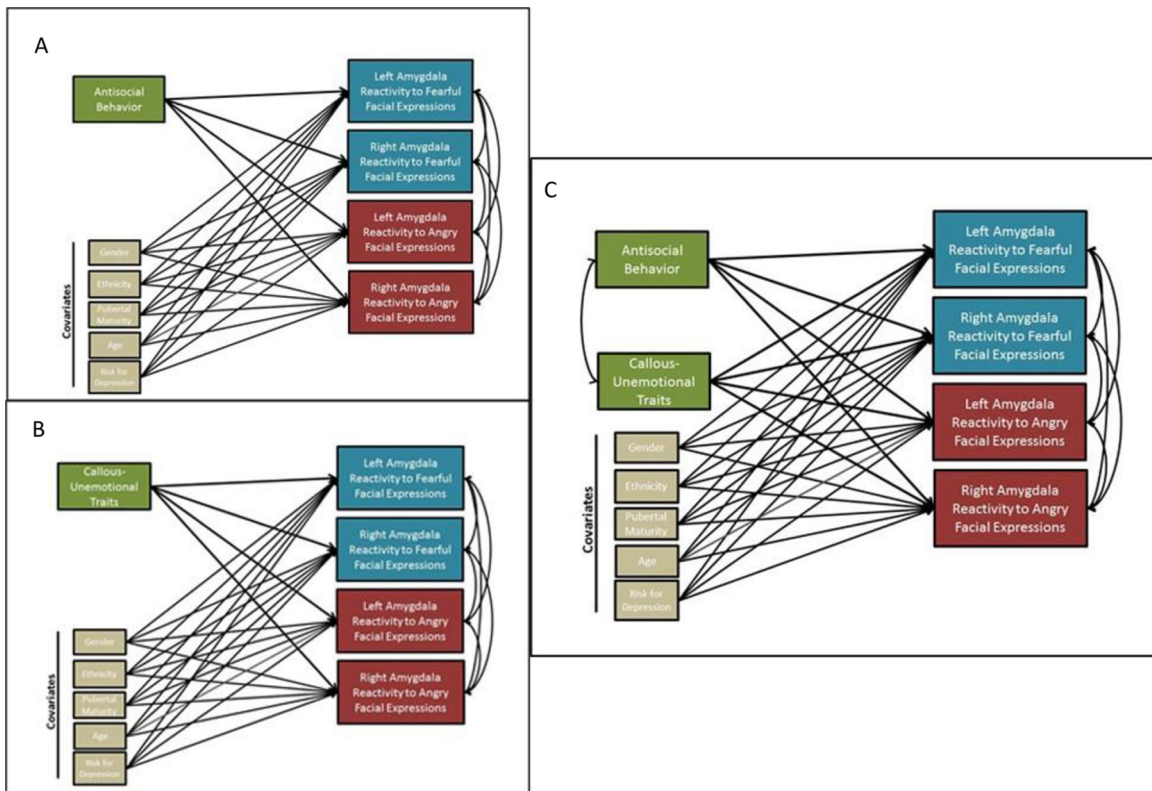 A
Antisocial
Behavior
Left Amygdala
Reactivity to Fearful
Facial Expressions
Right Amygdala
Reactivity to Fearful
Facial Expressions
Left Amygdala
Reactivity to Angry
Facial Expressions
Right Amygdala
Reactivity to Angry
Facial Expressions
Covariates
Gender
Ethnicity
Pubertal
Maturity
Age
Risk for
Depression
B
Callous-
Unemotional
Traits
Left Amygdala
Reactivity to Fearful
Facial Expressions
Right Amygdala
Reactivity to Fearful
Facial Expressions
Left Amygdala
Reactivity to Angry
Facial Expressions
Right Amygdala
Reactivity to Angry
Facial Expressions
Covariates
Gender
Ethnicity
Pubertal
Maturity
Age
Risk for
Depression
C
Antisocial
Behavior
Callous-
Unemotional
Traits
Left Amygdala
Reactivity to Fearful
Facial Expressions
Right Amygdala
Reactivity to Fearful
Facial Expressions
Left Amygdala
Reactivity to Angry
Facial Expressions
Right Amygdala
Reactivity to Angry
Facial Expressions
Covariates
Gender
Ethnicity
Pubertal
Maturity
Age
Risk for
Depression